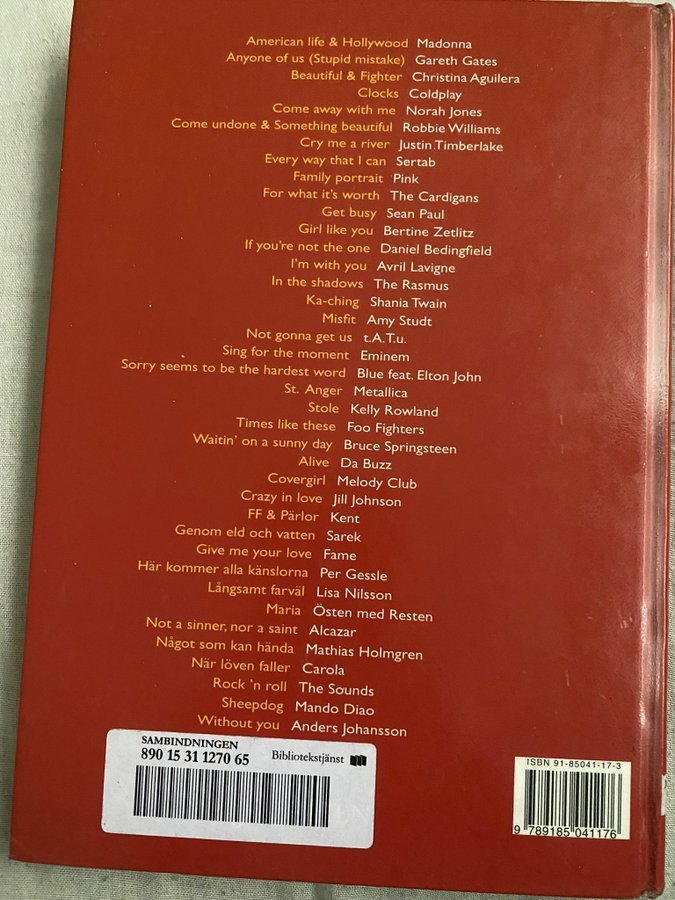 American life & Hollywood Madonna
Anyone of us (Stupid mistake) Gareth Gates
Beautiful & Fighter Christina Aguilera
Clocks Coldplay
Come away with me Norah Jones
Come undone & Something beautiful Robbie Williams
Cry me a river Justin Timberlake
Every way that I can Sertab
Family portrait Pink
For what it's worth The Cardigans
Get busy Sean Paul
Girl like you Bertine Zetlitz
If you're not the one Daniel Bedingfield
I'm with you Avril Lavigne
In the shadows The Rasmus
Ka-ching Shania Twain
Misfit Amy Studt
Not gonna get us t.A.T.u.
Sing for the moment Eminem
Sorry seems to be the hardest word Blue feat. Elton John
St. Anger Metallica
Stole Kelly Rowland
Times like these Foo Fighters
Waitin' on a sunny day Bruce Springsteen
Alive Da Buzz
Covergirl Melody Club
Crazy in love Jill Johnson
FF & Pärlor Kent
Genom eld och vatten Sarek
Give me your love Fame
Här kommer alla känslorna Per Gessle
Långsamt farväl Lisa Nilsson
Maria Östen med Resten
Not a sinner, nor a saint Alcazar
Något som kan hända Mathias Holmgren
När löven faller Carola
Rock 'n roll The Sounds
Sheepdog Mando Diao
Without you Anders Johansson
SAMBINDNINGEN
890 15 31 1270 65 Bibliotekstjänst
ISBN 91-85041-17-3
9 789185 041176